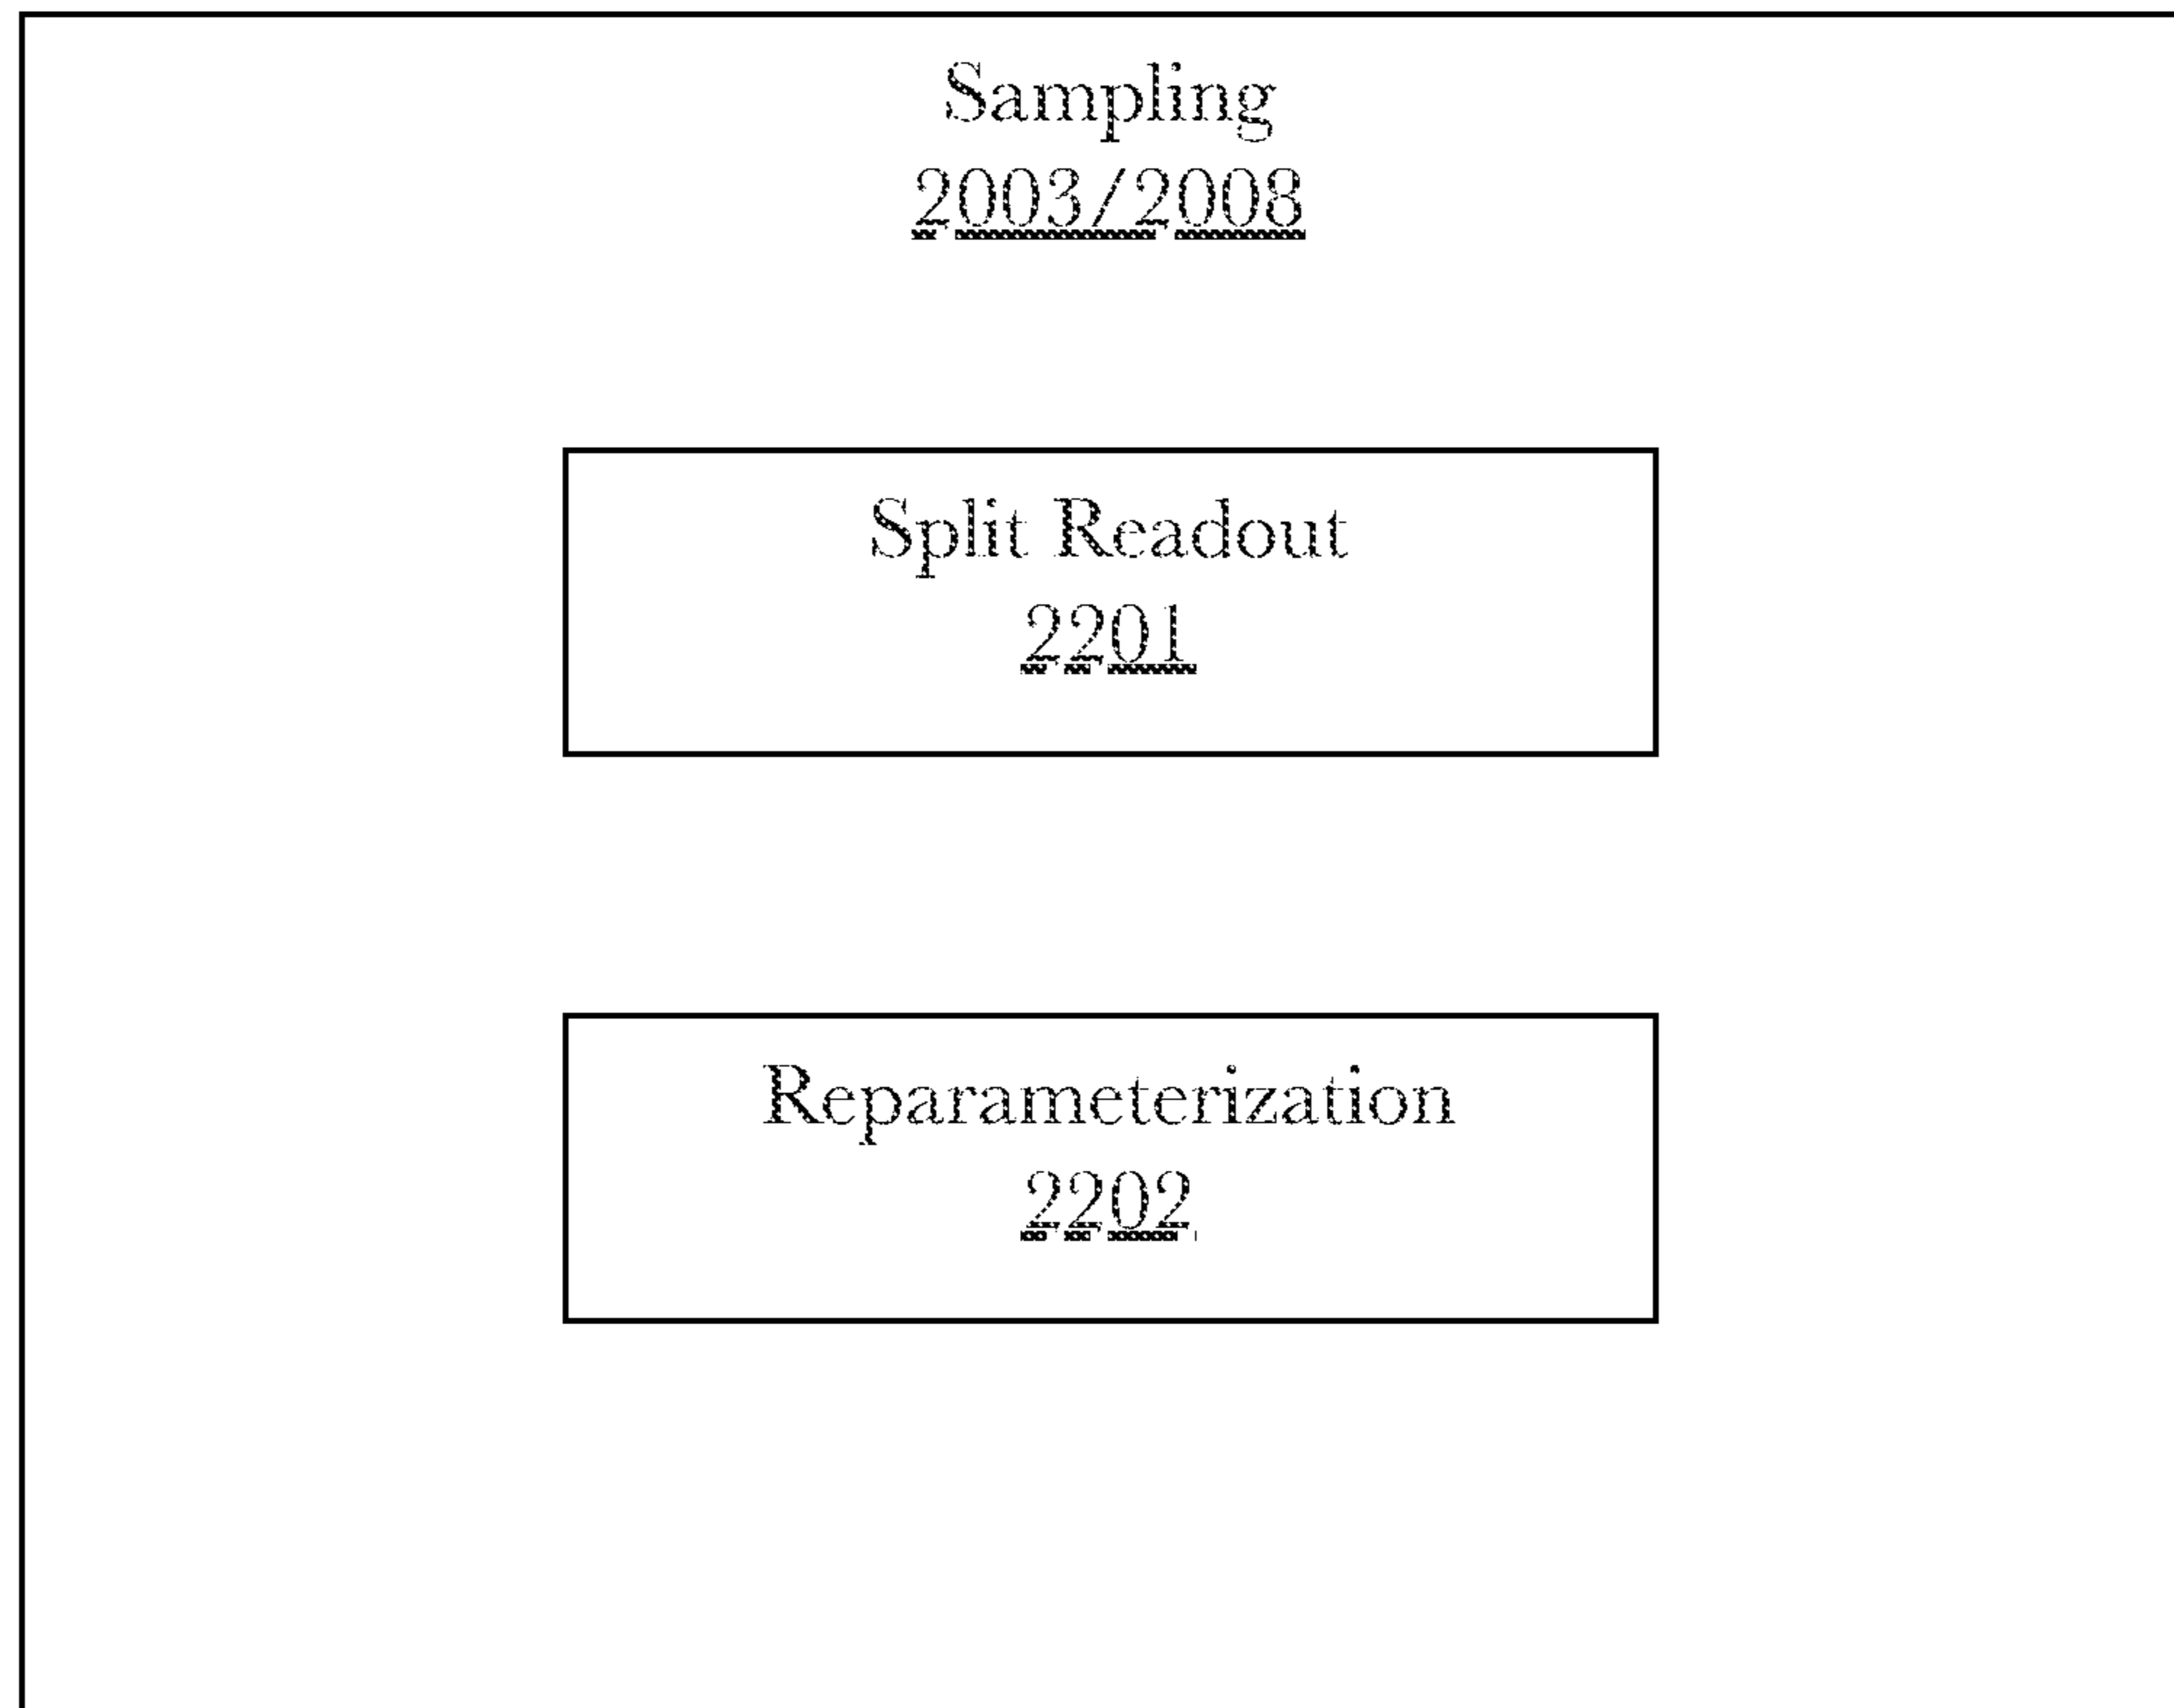 Sampling
2003/2008
Split Readout
2201
Reparameterization
2202